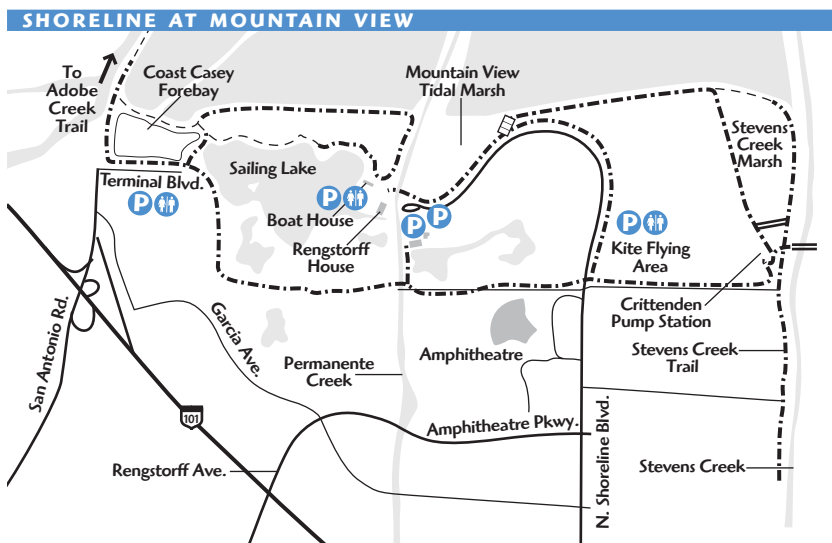 SHORELINE AT MOUNTAIN VIEW
To
Adobe
Creek
Trail
Coast Casey
Forebay
Mountain View
Tidal Marsh
Stevens
Creek
Marsh
Sailing Lake
Terminal Blvd.
P
P
Boat House
P
P
Rengstorff
House
P
Kite Flying
Area
Crittenden
Pump Station
San Antonio Rd.
Garcia Ave.
Permanente
Creek
Amphitheatre
Stevens Creek
Trail
101
Amphitheatre Pkwy.
N. Shoreline Blvd.
Rengstorff Ave.
Stevens Creek